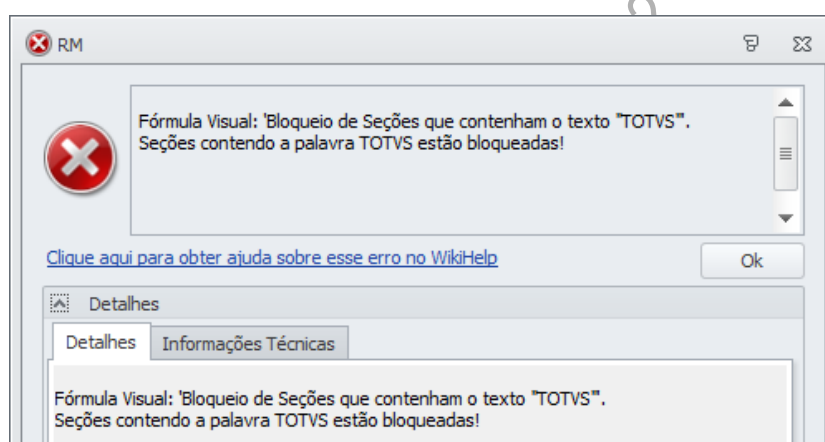 RM
Fórmula Visual: 'Bloqueio de Seções que contenham o texto "TOTVS"'.
Seções contendo a palavra TOTVS estão bloqueadas!
Clique aqui para obter ajuda sobre esse erro no WikiHelp
Ok
Detalhes
Detalhes Informações Técnicas
Fórmula Visual: 'Bloqueio de Seções que contenham o texto "TOTVS"'.
Seções contendo a palavra TOTVS estão bloqueadas!